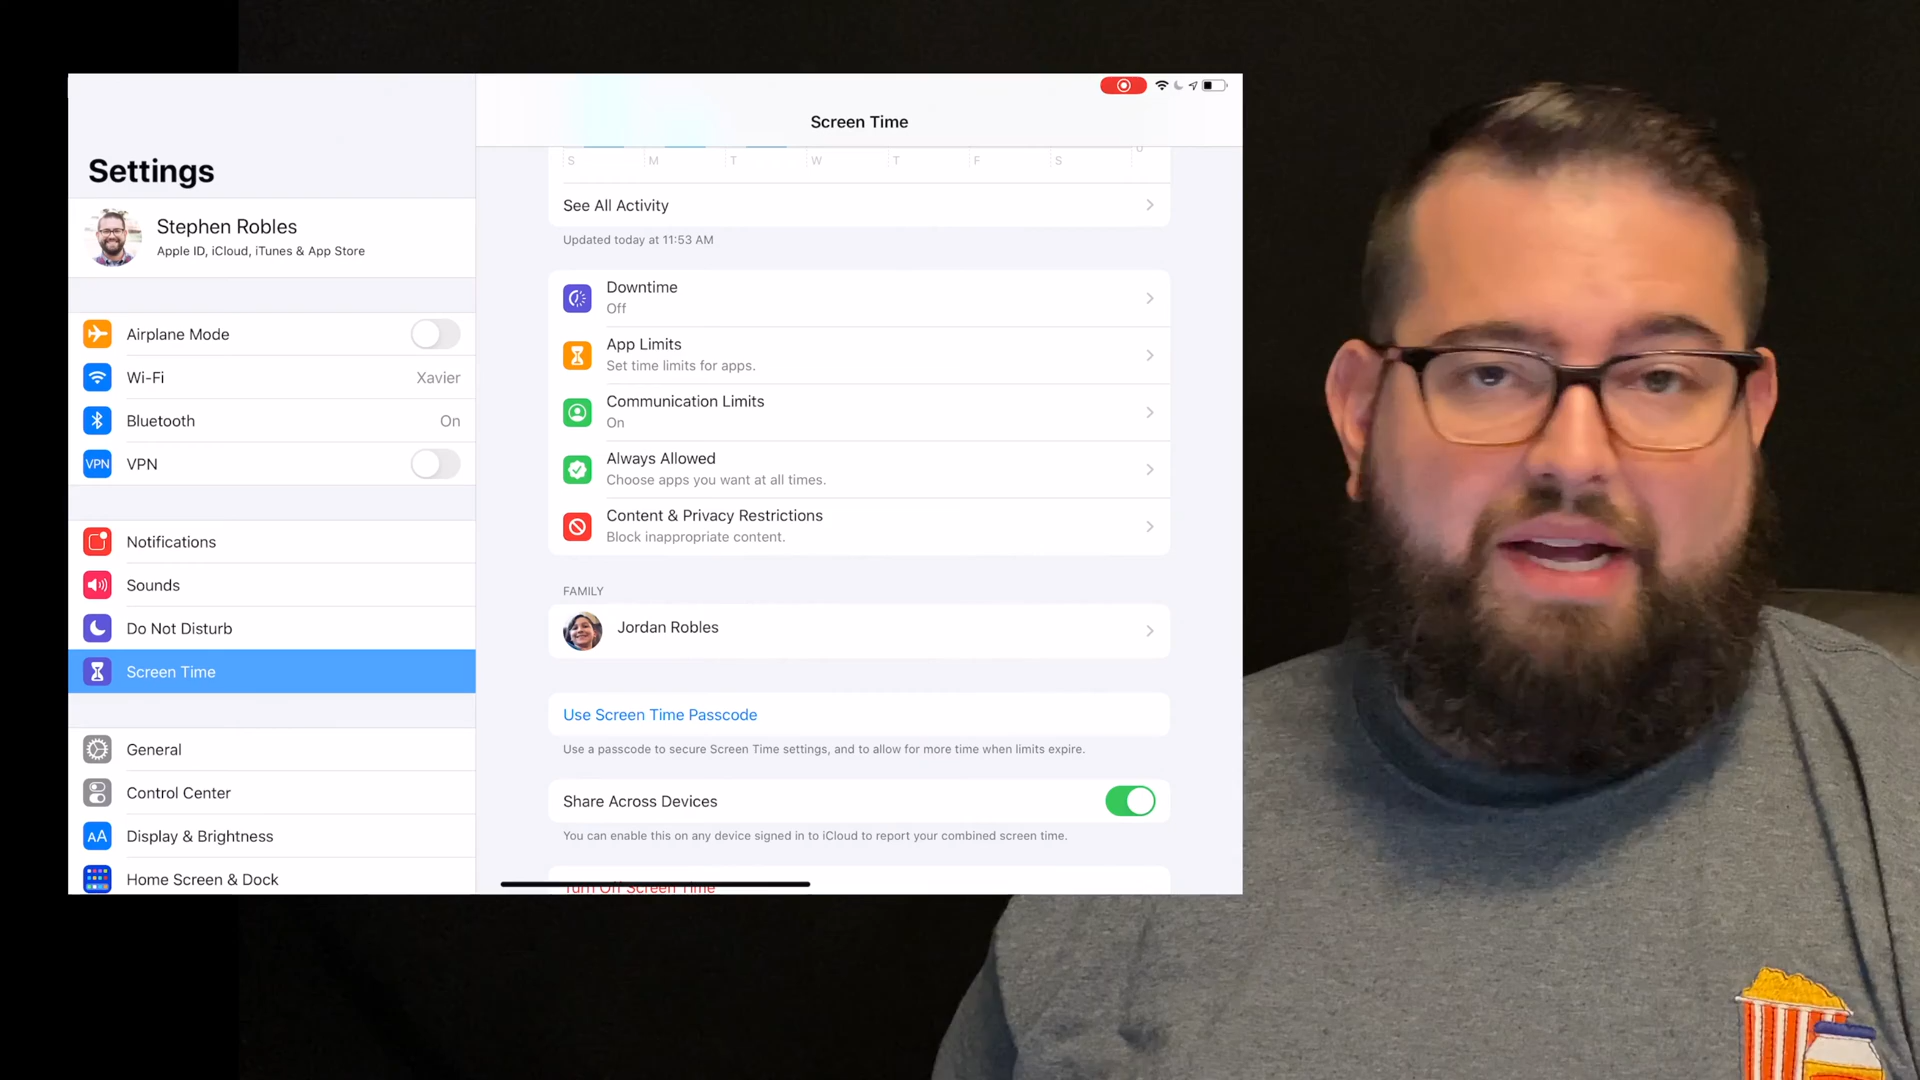 Screen Time
S M T W T F S
0
See All Activity
Updated today at 11:53 AM
Downtime
Off
App Limits
Set time limits for apps.
Communication Limits
On
Always Allowed
Choose apps you want at all times.
Content & Privacy Restrictions
Block inappropriate content.
FAMILY
Jordan Robles
Use Screen Time Passcode
Use a passcode to secure Screen Time settings, and to allow for more time when limits expire.
Share Across Devices
You can enable this on any device signed in to iCloud to report your combined screen time.
Turn Off Screen Time
Settings
Stephen Robles
Apple ID, iCloud, iTunes & App Store
Airplane Mode
Wi-Fi Xavier
Bluetooth On
VPN VPN
Notifications
Sounds
Do Not Disturb
Screen Time
General
Control Center
AA Display & Brightness
Home Screen & Dock